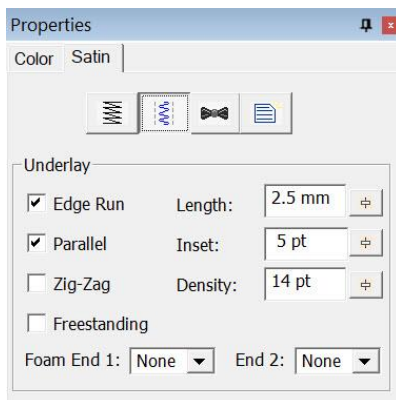 Properties
Color Satin
Underlay
Edge Run Length: 2.5 mm
Parallel Inset: 5 pt
Zig-Zag Density: 14 pt
Freestanding
Foam End 1: None End 2: None